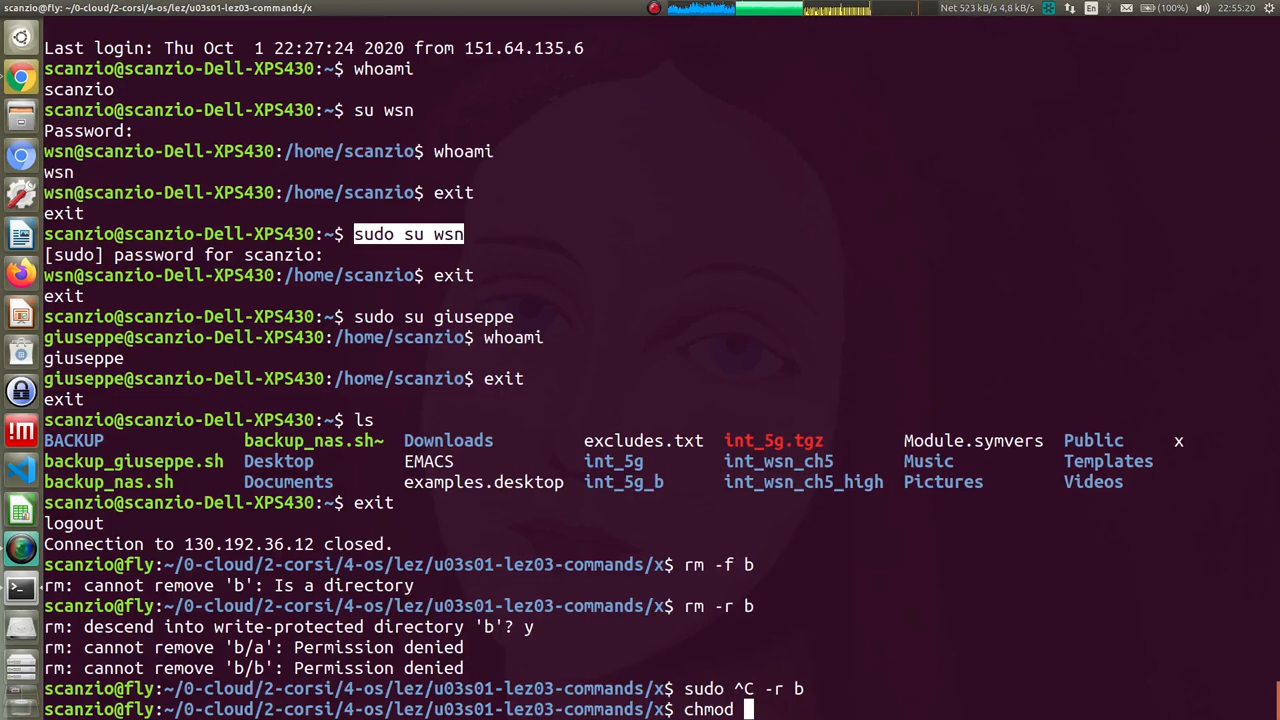 scanzio@fly: ~/0-cloud/2-corsi/4-os/lez/u03s01-lez03-commands/x
Net 523 kB/s 4,8 kB/s En (100%) 22:55:20
Last login: Thu Oct  1 22:27:24 2020 from 151.64.135.6
scanzio@scanzio-Dell-XPS430:~$ whoami
scanzio
scanzio@scanzio-Dell-XPS430:~$ su wsn
Password:
wsn@scanzio-Dell-XPS430:/home/scanzio$ whoami
wsn
wsn@scanzio-Dell-XPS430:/home/scanzio$ exit
exit
scanzio@scanzio-Dell-XPS430:~$ sudo su wsn
[sudo] password for scanzio:
wsn@scanzio-Dell-XPS430:/home/scanzio$ exit
exit
scanzio@scanzio-Dell-XPS430:~$ sudo su giuseppe
giuseppe@scanzio-Dell-XPS430:/home/scanzio$ whoami
giuseppe
giuseppe@scanzio-Dell-XPS430:/home/scanzio$ exit
exit
scanzio@scanzio-Dell-XPS430:~$ ls
BACKUP backup_nas.sh~ Downloads excludes.txt int_5g.tgz Module.symvers Public x
backup_giuseppe.sh Desktop EMACS int_5g int_wsn_ch5 Music Templates
backup_nas.sh Documents examples.desktop int_5g_b int_wsn_ch5_high Pictures Videos
scanzio@scanzio-Dell-XPS430:~$ exit
logout
Connection to 130.192.36.12 closed.
scanzio@fly:~/0-cloud/2-corsi/4-os/lez/u03s01-lez03-commands/x$ rm -f b
rm: cannot remove 'b': Is a directory
scanzio@fly:~/0-cloud/2-corsi/4-os/lez/u03s01-lez03-commands/x$ rm -r b
rm: descend into write-protected directory 'b'? y
rm: cannot remove 'b/a': Permission denied
rm: cannot remove 'b/b': Permission denied
scanzio@fly:~/0-cloud/2-corsi/4-os/lez/u03s01-lez03-commands/x$ sudo ^C -r b
scanzio@fly:~/0-cloud/2-corsi/4-os/lez/u03s01-lez03-commands/x$ chmod